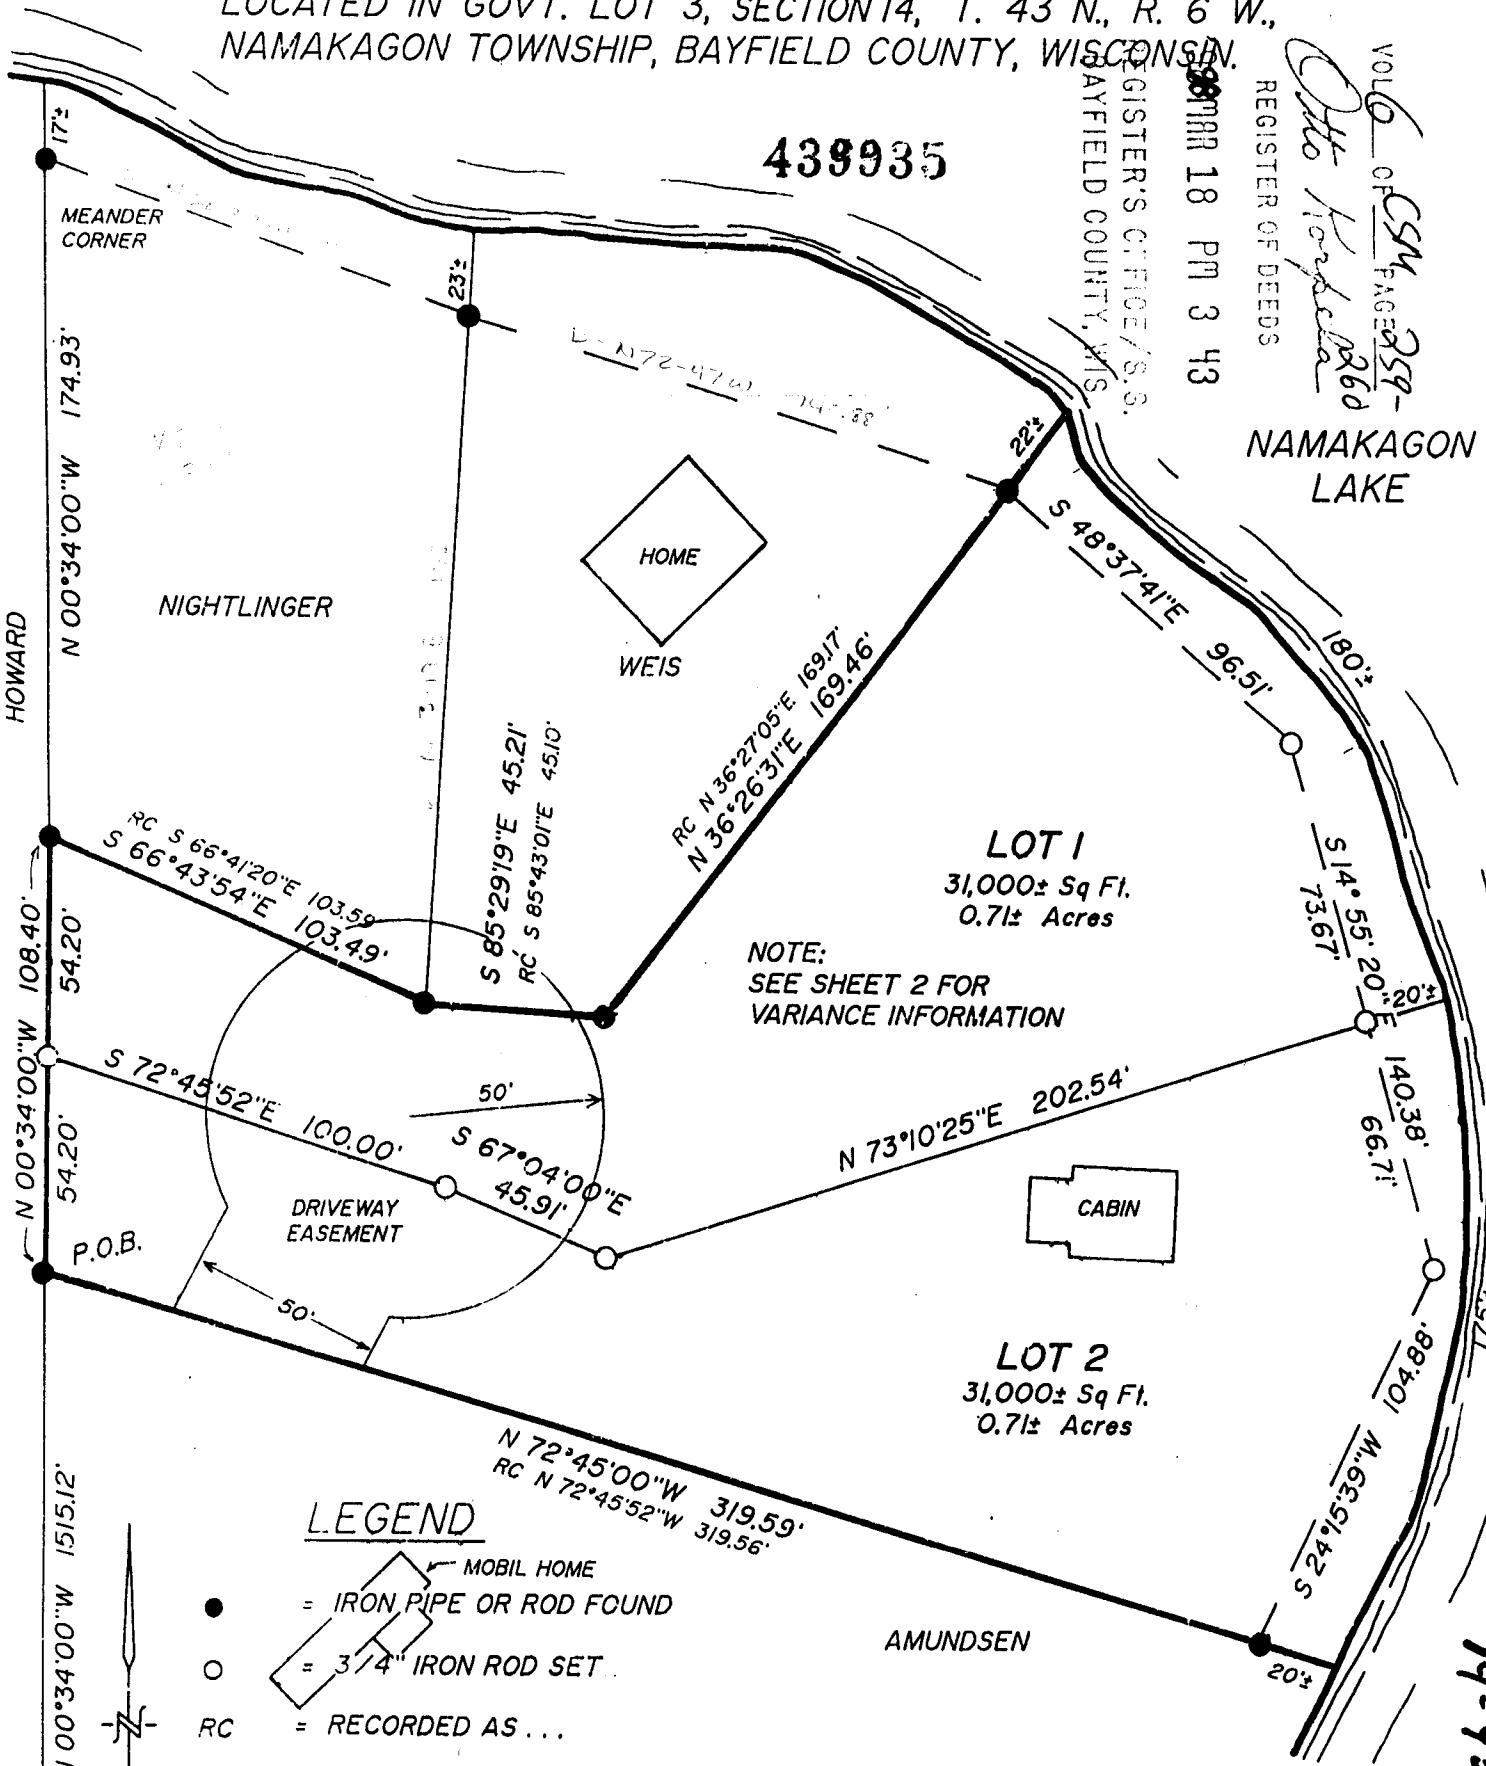 LOCATED IN GOVT. LOT 3, SECTION 14, T. 43 N., R. 6 W.,
NAMAKAGON TOWNSHIP, BAYFIELD COUNTY, WISCONSIN.
VOL 6 OF CSM PAGE 259-
260
REGISTER OF DEEDS
MAR 18 PM 3 43
REGISTER'S OFFICE/S.S.
BAYFIELD COUNTY, WIS
NAMAKAGON
LAKE
17'±
MEANDER
CORNER
23'±
22'±
N 00°34'00"W 174.93'
HOWARD
NIGHTLINGER
HOME
WEIS
S 48°37'41"E 96.51'
180'±
RC N 36°27'05"E 169.17'
N 36°26'31"E 169.46'
S 85°29'19"E 45.21'
RC S 85°43'01"E 45.10'
RC S 66°41'20"E 103.59
S 66°43'54"E 103.49'
LOT 1
31,000± Sq Ft.
0.71± Acres
NOTE:
SEE SHEET 2 FOR
VARIANCE INFORMATION
S 14°55'20"E 140.38'
73.67'
66.71'
20'±
N 00°34'00"W 108.40'
54.20'
54.20'
S 72°45'52"E 100.00'
50'
S 67°04'00"E
45.91'
N 73°10'25"E 202.54'
DRIVEWAY
EASEMENT
CABIN
P.O.B.
50'
LOT 2
31,000± Sq Ft.
0.71± Acres
S 24°15'39"W 104.88'
N 72°45'00"W 319.59'
RC N 72°45'52"W 319.56'
00°34'00"W 1515.12'
20'±
AMUNDSEN
LEGEND
MOBIL HOME
= IRON PIPE OR ROD FOUND
= 3/4" IRON ROD SET
RC = RECORDED AS...
N